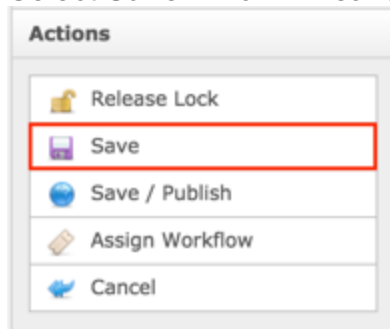 Actions
Release Lock
Save
Save / Publish
Assign Workflow
Cancel